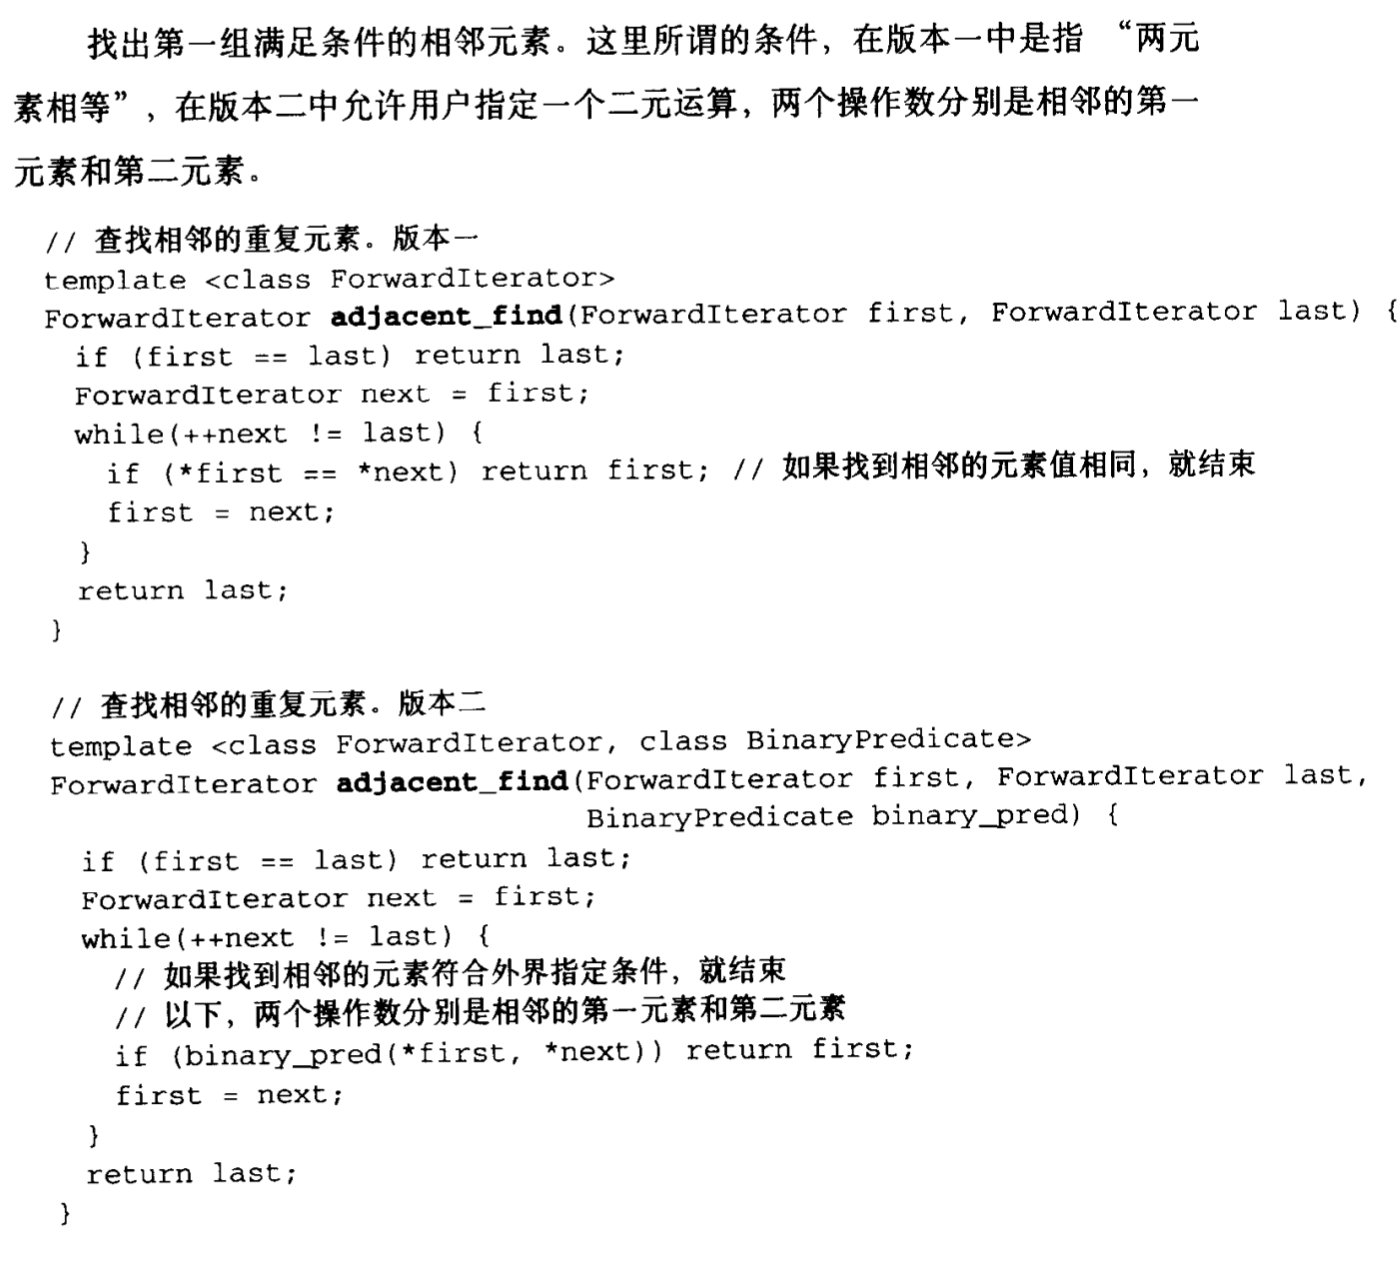 找出第一组满足条件的相邻元素。这里所谓的条件，在版本一中是指 “两元
素相等”，在版本二中允许用户指定一个二元运算，两个操作数分别是相邻的第一
元素和第二元素。
// 查找相邻的重复元素。版本一
template <class ForwardIterator>
ForwardIterator adjacent_find(ForwardIterator first, ForwardIterator last) {
if (first == last) return last;
ForwardIterator next = first;
while(++next != last) {
if (*first == *next) return first; // 如果找到相邻的元素值相同，就结束
first = next;
}
return last;
}
// 查找相邻的重复元素。版本二
template <class ForwardIterator, class BinaryPredicate>
ForwardIterator adjacent_find(ForwardIterator first, ForwardIterator last,
BinaryPredicate binary_pred) {
if (first == last) return last;
ForwardIterator next = first;
while(++next != last) {
// 如果找到相邻的元素符合外界指定条件，就结束
// 以下，两个操作数分别是相邻的第一元素和第二元素
if (binary_pred(*first, *next)) return first;
first = next;
}
return last;
}